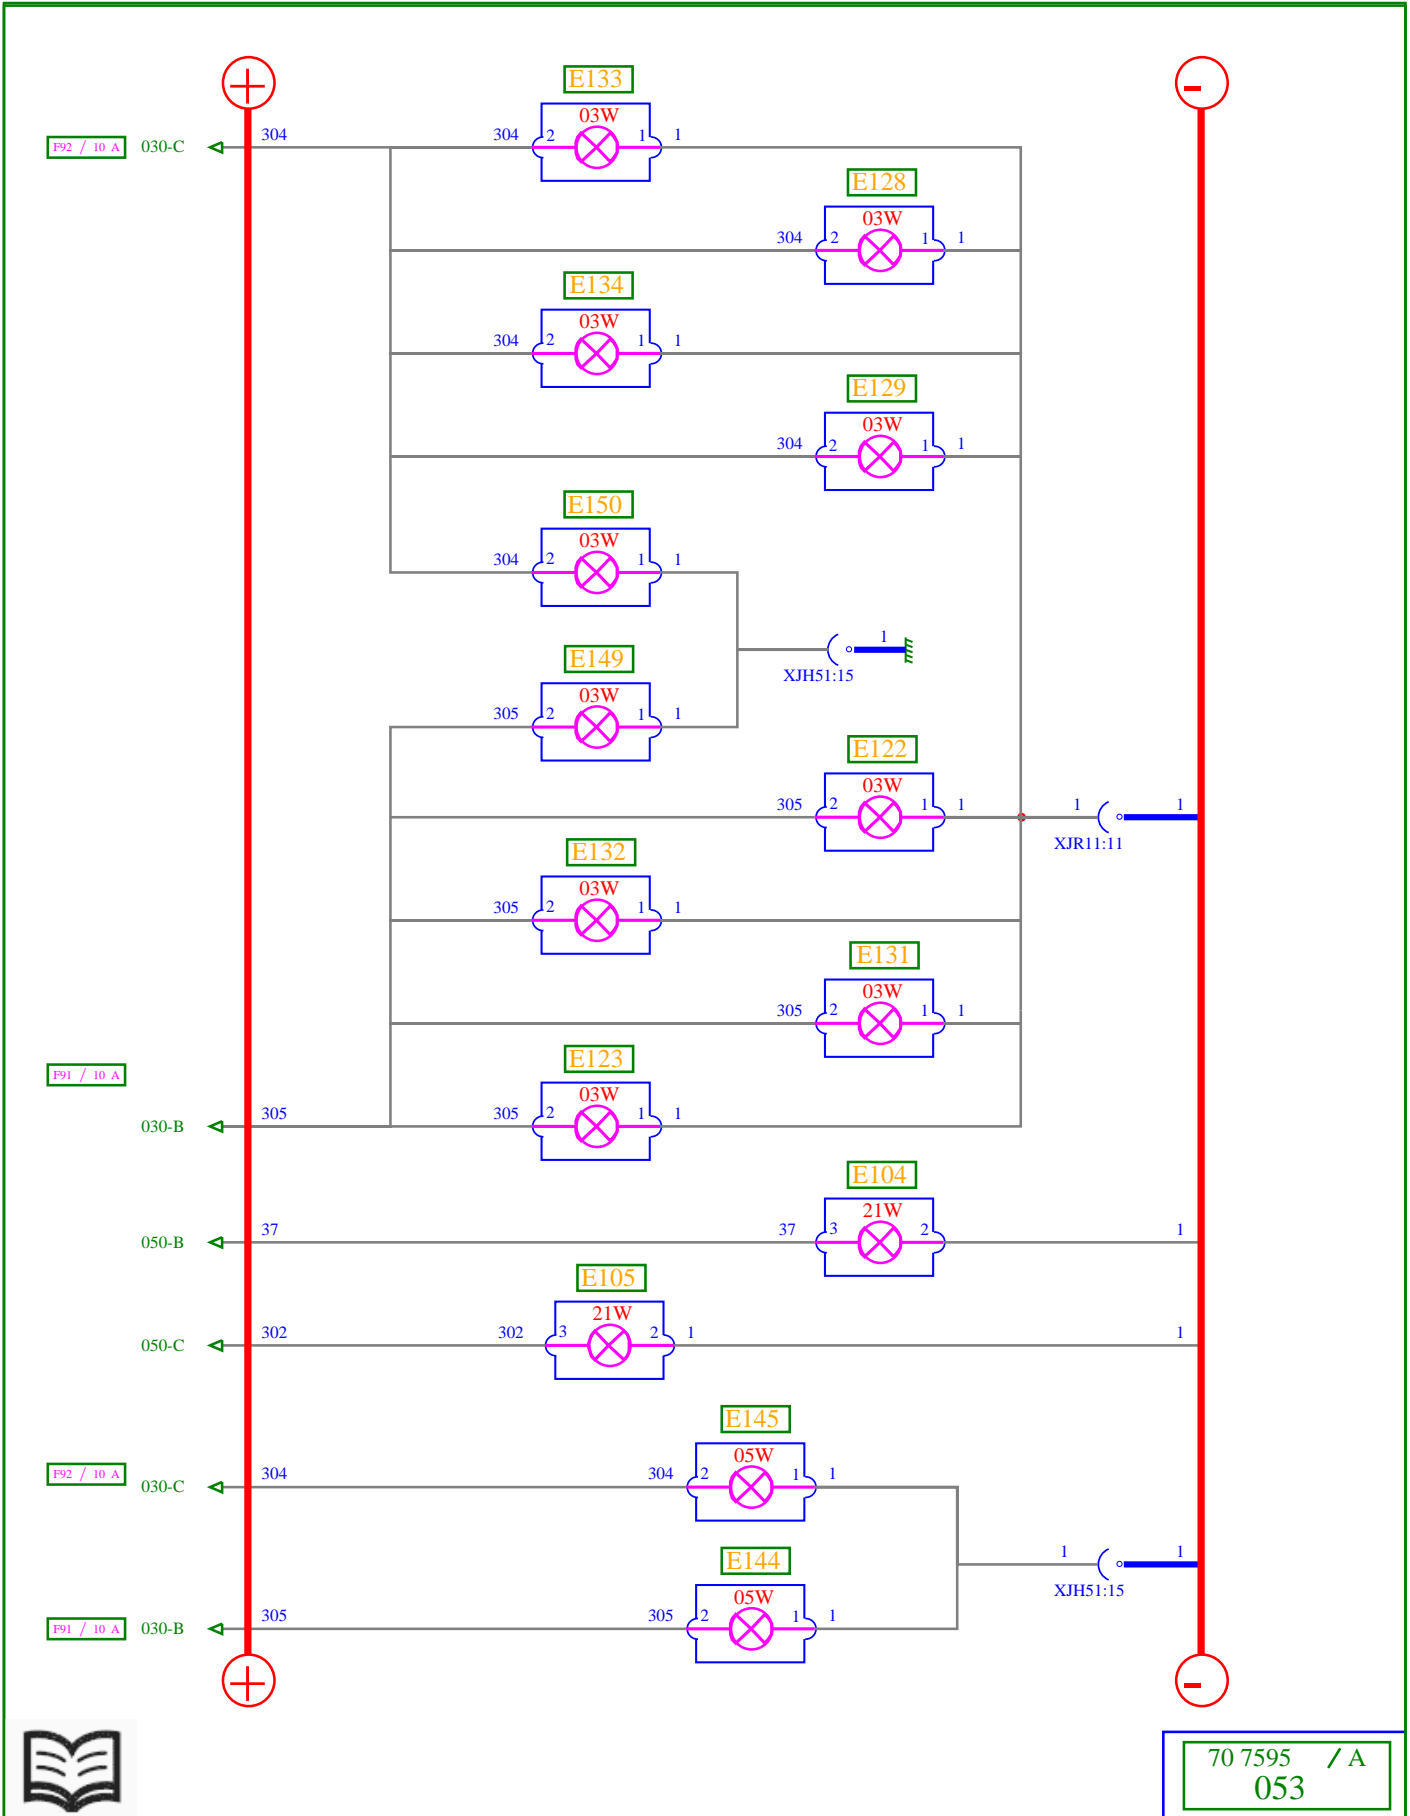 E133
03W
F92 / 10 A 030-C 304 304 2 1 1
E128
03W
304 2 1 1
E134
03W
304 2 1 1
E129
03W
304 2 1 1
E150
03W
304 2 1 1
1
XJH51:15
E149
03W
305 2 1 1
E122
03W
305 2 1 1 1 1
XJR11:11
E132
03W
305 2 1 1
E131
03W
305 2 1 1
E123
F91 / 10 A
03W
030-B 305 305 2 1 1
E104
21W
050-B 37 37 3 2 1
E105
21W
050-C 302 302 3 2 1 1
E145
05W
F92 / 10 A 030-C 304 304 2 1 1
1 1
XJH51:15
E144
05W
F91 / 10 A 030-B 305 305 2 1 1
70 7595 / A
053